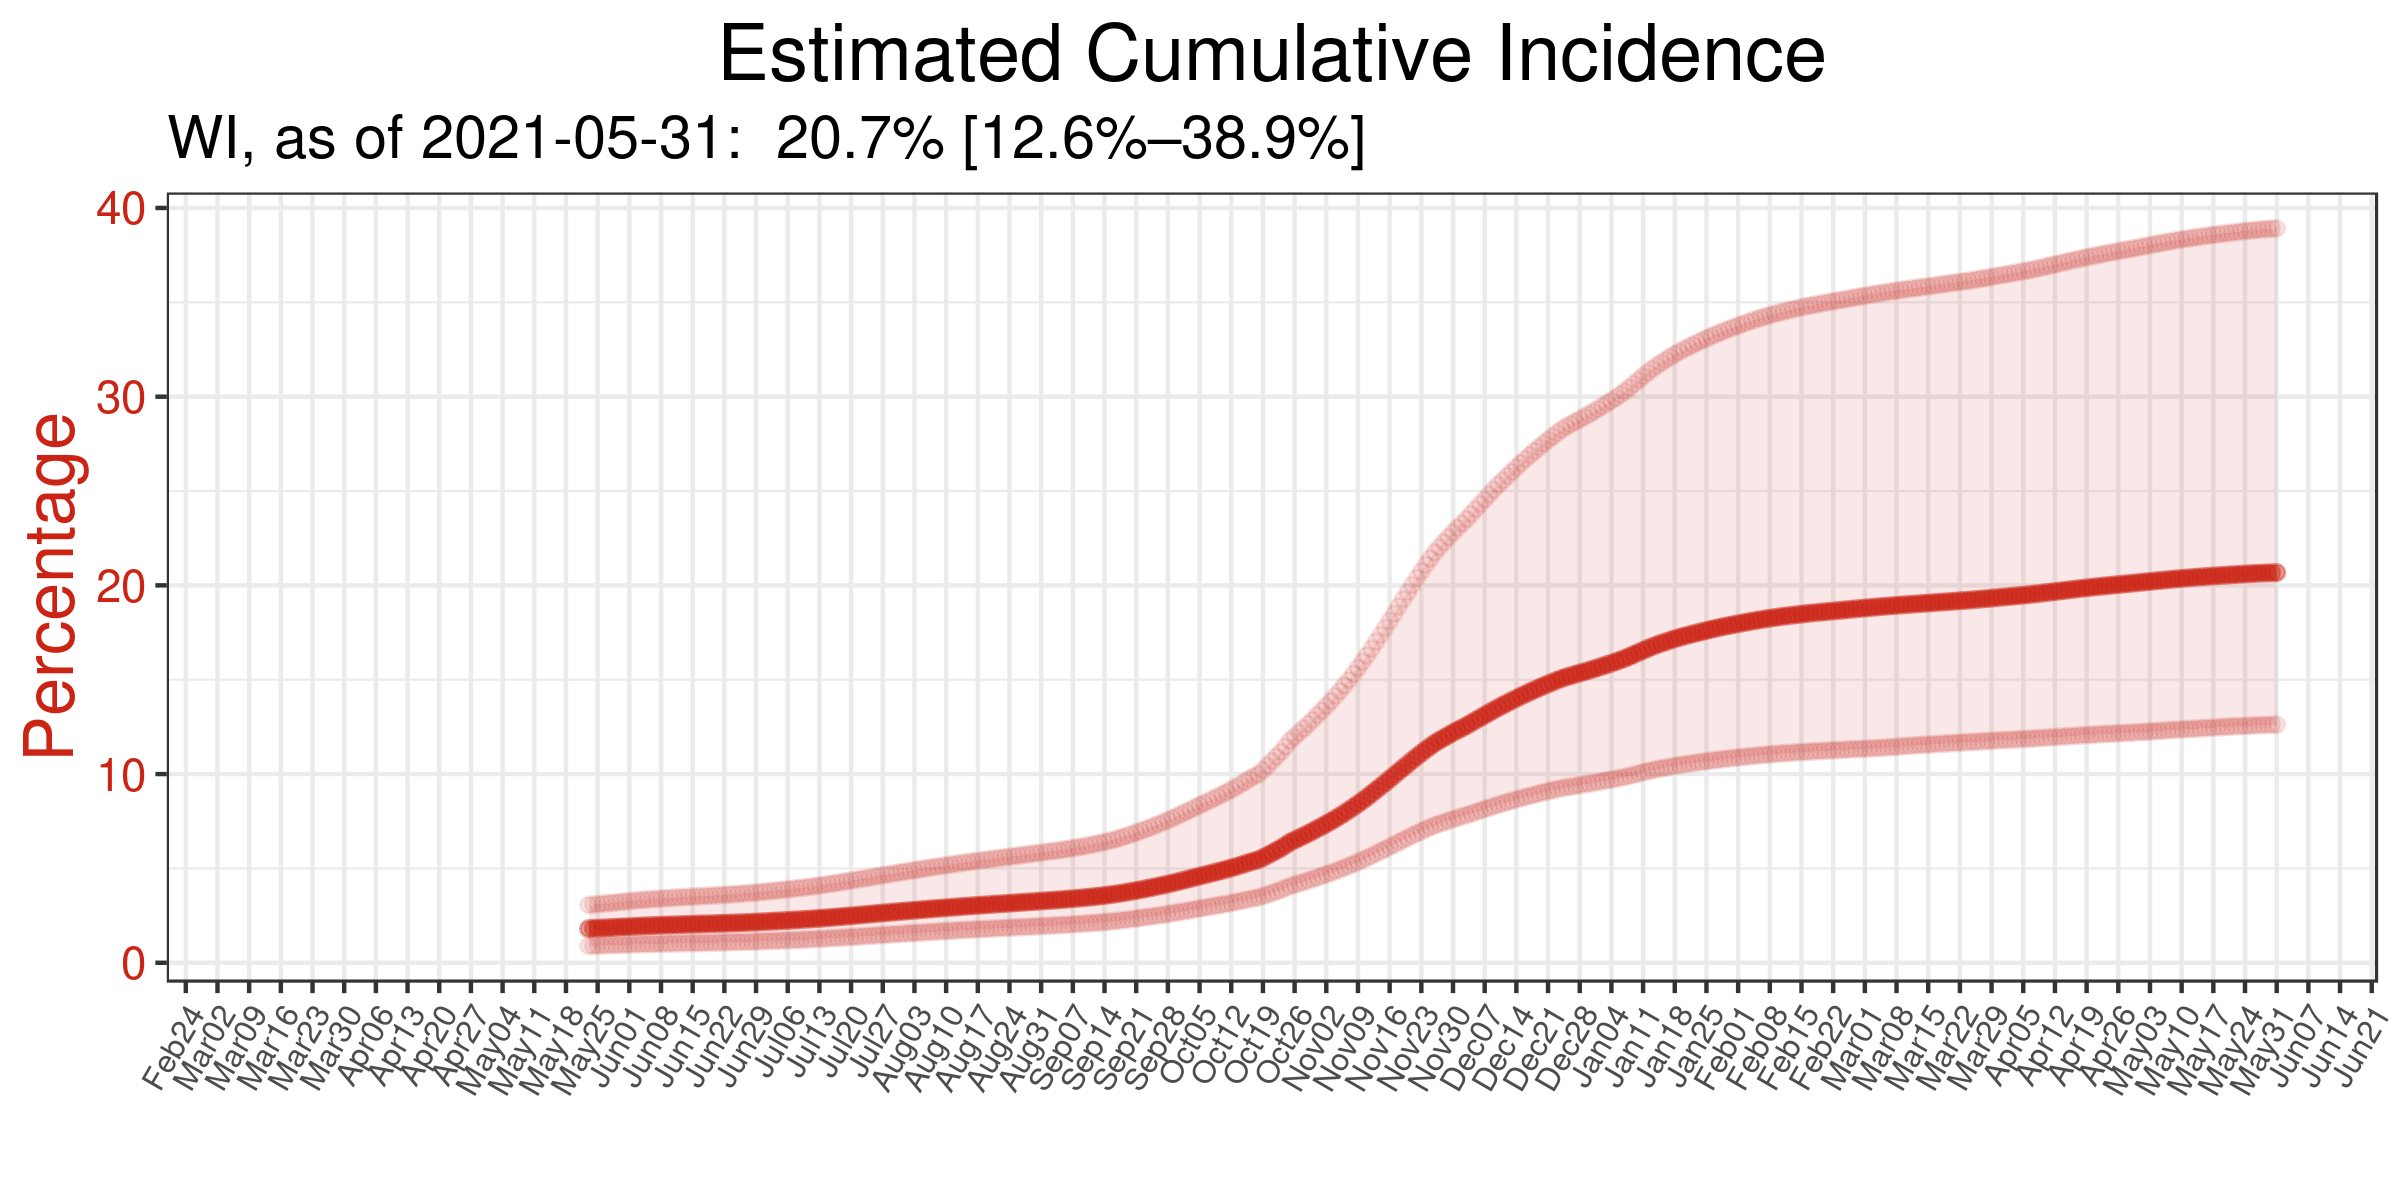 Estimated Cumulative Incidence
WI, as of 2021-05-31:  20.7% [12.6%–38.9%]
Percentage
40
30
20
10
0
Feb24
Mar02
Mar09
Mar16
Mar23
Mar30
Apr06
Apr13
Apr20
Apr27
May04
May11
May18
May25
Jun01
Jun08
Jun15
Jun22
Jun29
Jul06
Jul13
Jul20
Jul27
Aug03
Aug10
Aug17
Aug24
Aug31
Sep07
Sep14
Sep21
Sep28
Oct05
Oct12
Oct19
Oct26
Nov02
Nov09
Nov16
Nov23
Nov30
Dec07
Dec14
Dec21
Dec28
Jan04
Jan11
Jan18
Jan25
Feb01
Feb08
Feb15
Feb22
Mar01
Mar08
Mar15
Mar22
Mar29
Apr05
Apr12
Apr19
Apr26
May03
May10
May17
May24
May31
Jun07
Jun14
Jun21